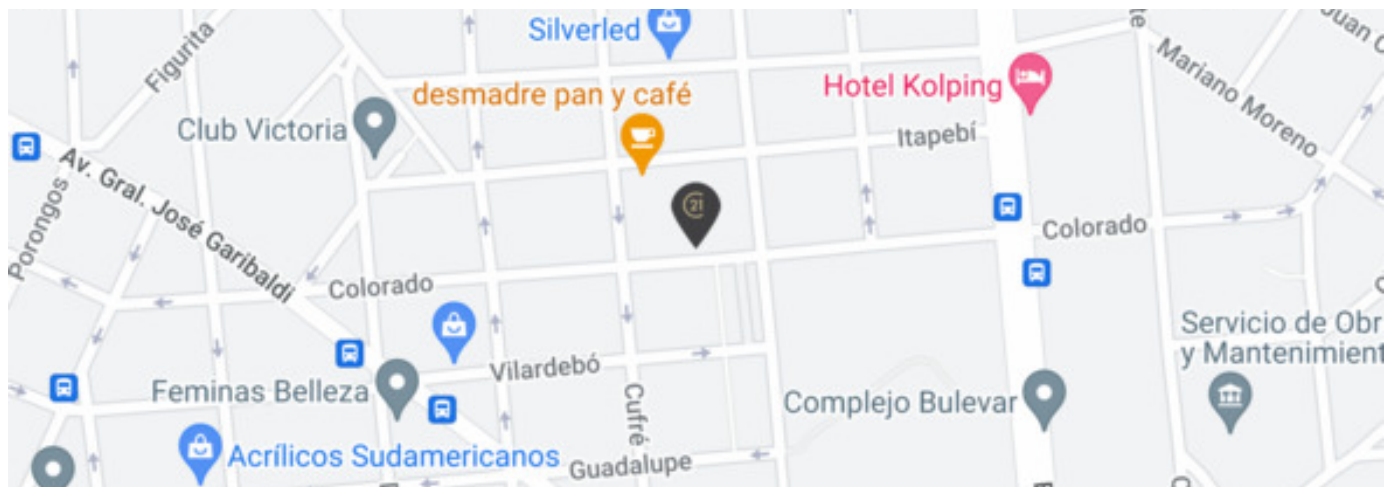 Silverled
Figurita
desmadre pan y café
Hotel Kolping
Mariano Moreno
Club Victoria
Itapebí
Av. Gral. José Garibaldi
Porongos
21
Colorado
Colorado
Servicio de Obr
y Mantenimient
Vilardebó
Feminas Belleza
Cufré
Complejo Bulevar
Acrílicos Sudamericanos
Guadalupe